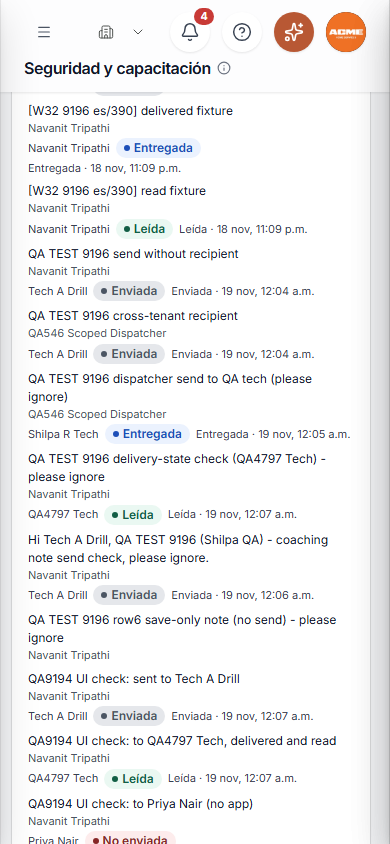 4
ACME
Seguridad y capacitación
[W32 9196 es/390] delivered fixture
Navanit Tripathi
Navanit Tripathi Entregada
Entregada · 18 nov, 11:09 p.m.
[W32 9196 es/390] read fixture
Navanit Tripathi
Navanit Tripathi Leída Leída · 18 nov, 11:09 p.m.
QA TEST 9196 send without recipient
Navanit Tripathi
Tech A Drill Enviada Enviada · 19 nov, 12:04 a.m.
QA TEST 9196 cross-tenant recipient
QA546 Scoped Dispatcher
Tech A Drill Enviada Enviada · 19 nov, 12:04 a.m.
QA TEST 9196 dispatcher send to QA tech (please
ignore)
QA546 Scoped Dispatcher
Shilpa R Tech Entregada Entregada · 19 nov, 12:05 a.m.
QA TEST 9196 delivery-state check (QA4797 Tech) -
please ignore
Navanit Tripathi
QA4797 Tech Leída Leída · 19 nov, 12:07 a.m.
Hi Tech A Drill, QA TEST 9196 (Shilpa QA) - coaching
note send check, please ignore.
Navanit Tripathi
Tech A Drill Enviada Enviada · 19 nov, 12:06 a.m.
QA TEST 9196 row6 save-only note (no send) - please
ignore
Navanit Tripathi
QA9194 UI check: sent to Tech A Drill
Navanit Tripathi
Tech A Drill Enviada Enviada · 19 nov, 12:07 a.m.
QA9194 UI check: to QA4797 Tech, delivered and read
Navanit Tripathi
QA4797 Tech Leída Leída · 19 nov, 12:07 a.m.
QA9194 UI check: to Priya Nair (no app)
Navanit Tripathi
Priya Nair No enviada